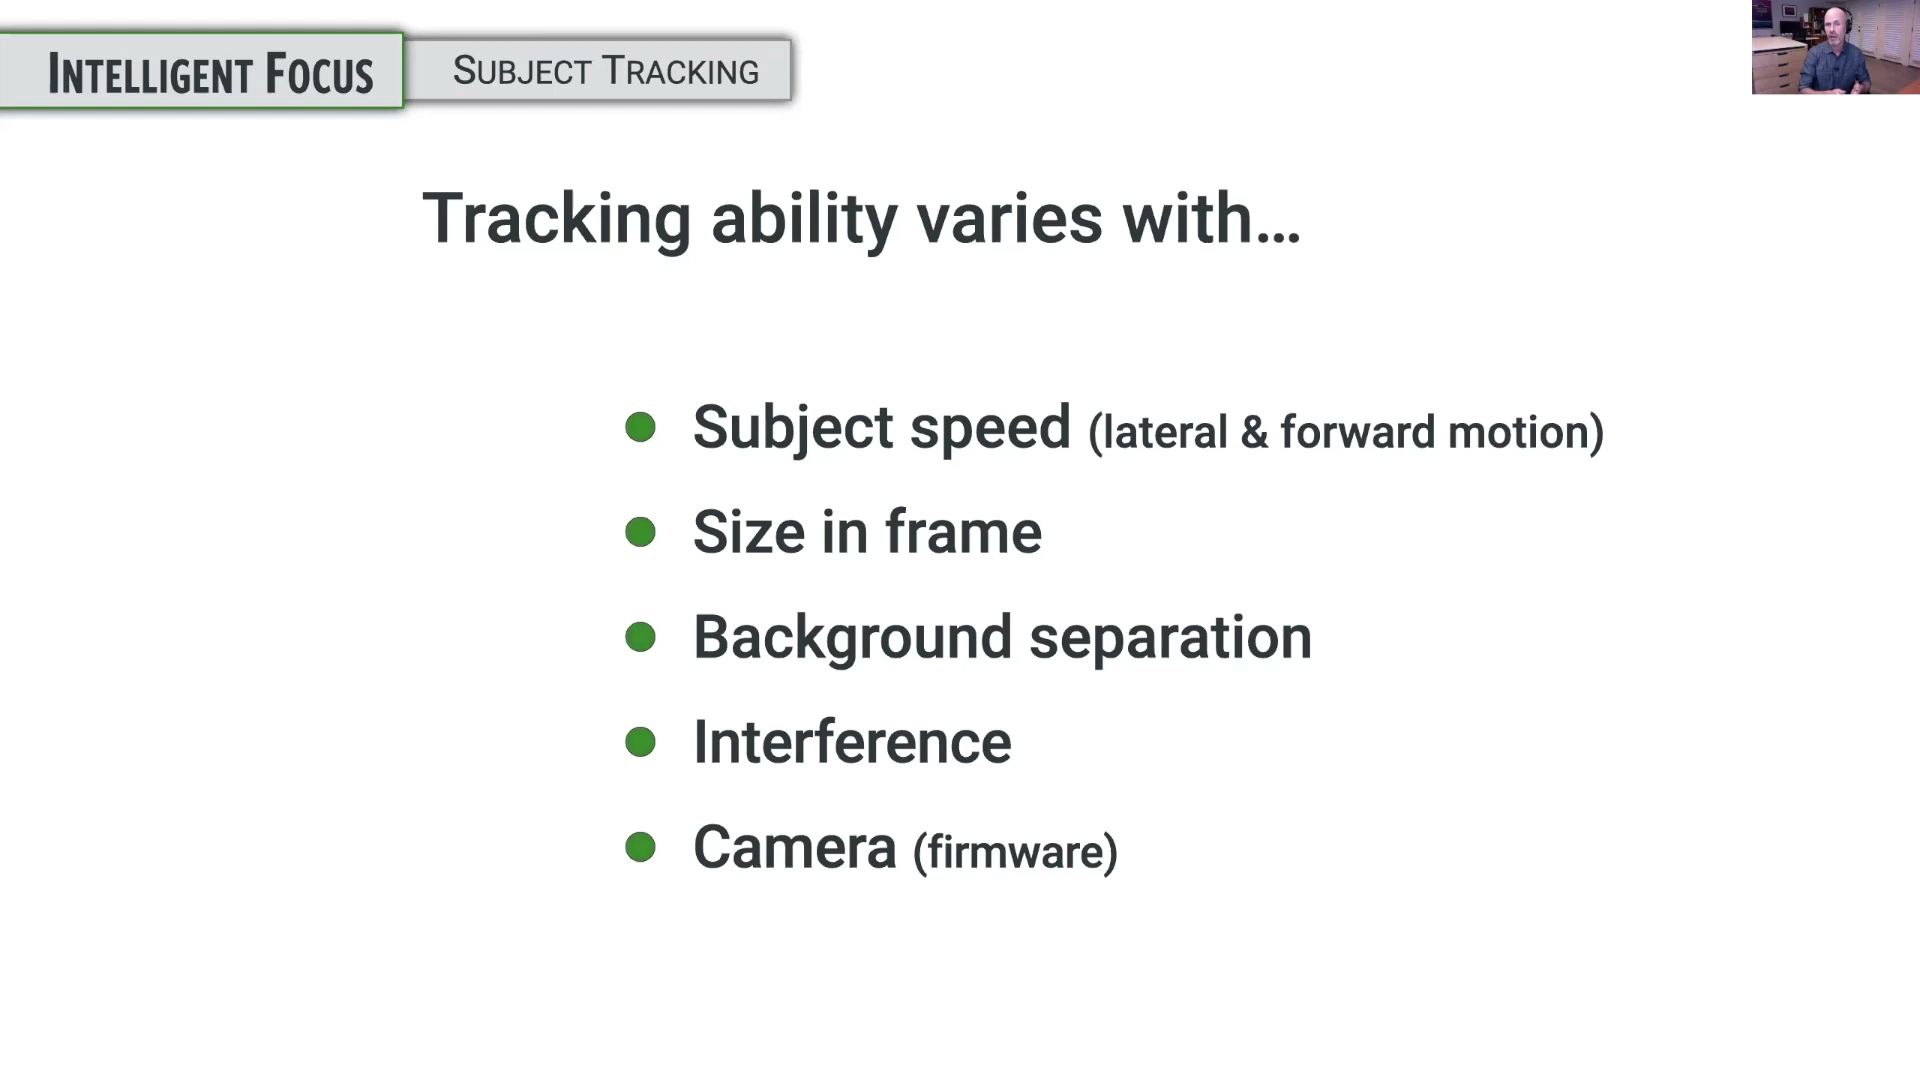 INTELLIGENT FOCUS
SUBJECT TRACKING
Tracking ability varies with...
Subject speed (lateral & forward motion)
Size in frame
Background separation
Interference
Camera (firmware)